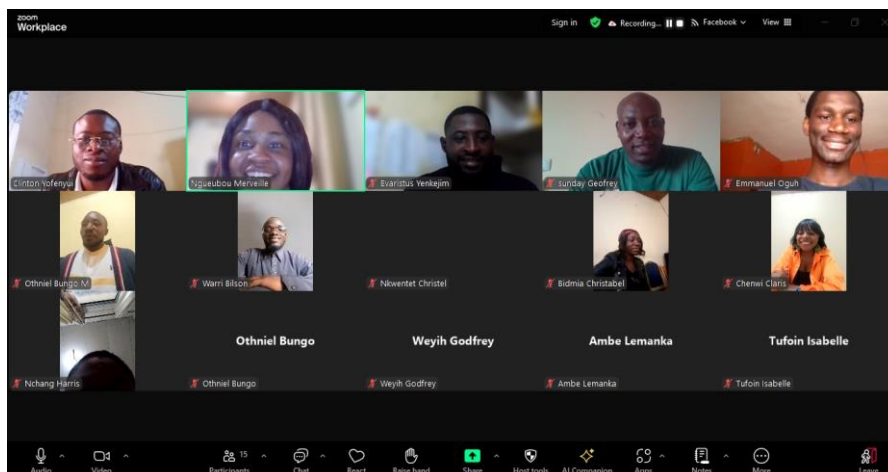 zoom
Workplace
Sign in
Recording...
Facebook
View
Clinton Yofenyui
Ngueubou Merveille
Evaristus Yenkejim
sunday Geofrey
Emmanuel Oguh
Othniel Bungo M
Warri Bilson
Nkwentet Christel
Bidmia Christabel
Chenwi Claris
Othniel Bungo
Weyih Godfrey
Ambe Lemanka
Tufoin Isabelle
Nchang Harris
Othniel Bungo
Weyih Godfrey
Ambe Lemanka
Tufoin Isabelle
15
Audio
Video
Participants
Chat
React
Raise hand
Share
Host tools
AI Companion
Apps
Notes
More
Leave